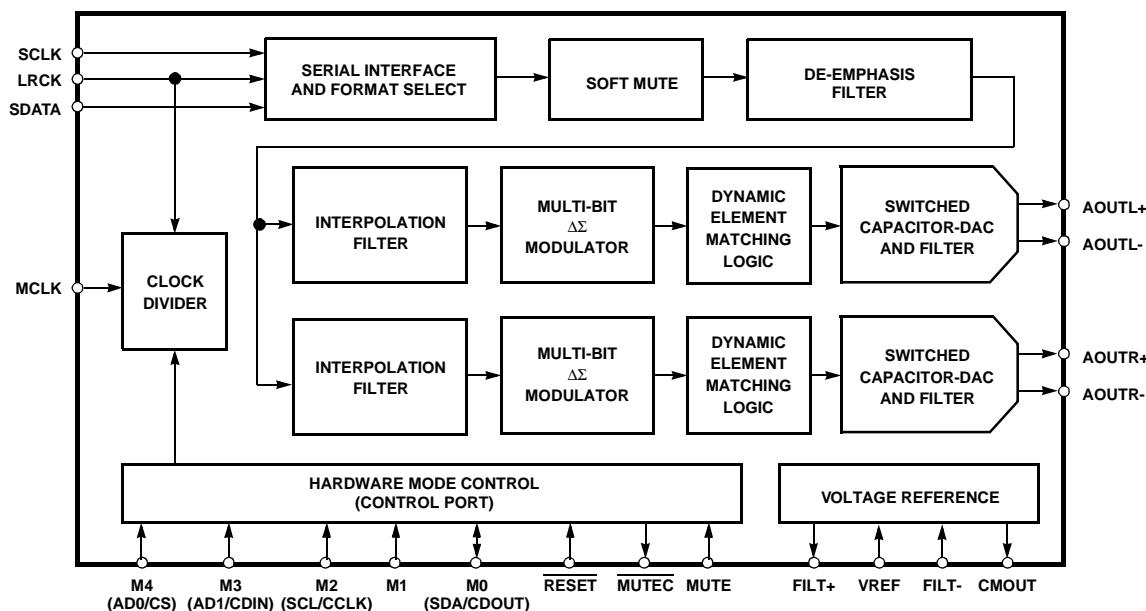 SCLK
LRCK
SDATA
SERIAL INTERFACE
AND FORMAT SELECT
SOFT MUTE
DE-EMPHASIS
FILTER
MCLK
CLOCK
DIVIDER
INTERPOLATION
FILTER
MULTI-BIT
ΔΣ
MODULATOR
DYNAMIC
ELEMENT
MATCHING
LOGIC
SWITCHED
CAPACITOR-DAC
AND FILTER
AOUTL+
AOUTL-
INTERPOLATION
FILTER
MULTI-BIT
ΔΣ
MODULATOR
DYNAMIC
ELEMENT
MATCHING
LOGIC
SWITCHED
CAPACITOR-DAC
AND FILTER
AOUTR+
AOUTR-
HARDWARE MODE CONTROL
(CONTROL PORT)
VOLTAGE REFERENCE
M4
(AD0/CS)
M3
(AD1/CDIN)
M2
(SCL/CCLK)
M1
M0
(SDA/CDOUT)
RESET
MUTEC
MUTE
FILT+
VREF
FILT-
CMOUT